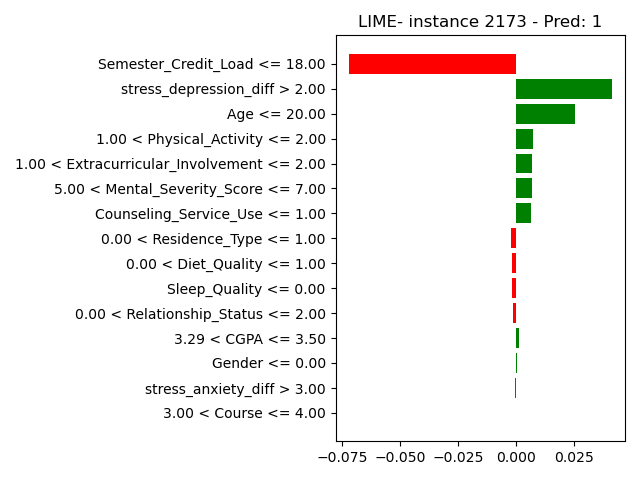 LIME- instance 2173 - Pred: 1
Semester_Credit_Load <= 18.00
stress_depression_diff > 2.00
Age <= 20.00
1.00 < Physical_Activity <= 2.00
1.00 < Extracurricular_Involvement <= 2.00
5.00 < Mental_Severity_Score <= 7.00
Counseling_Service_Use <= 1.00
0.00 < Residence_Type <= 1.00
0.00 < Diet_Quality <= 1.00
Sleep_Quality <= 0.00
0.00 < Relationship_Status <= 2.00
3.29 < CGPA <= 3.50
Gender <= 0.00
stress_anxiety_diff > 3.00
3.00 < Course <= 4.00
−0.075 −0.050 −0.025 0.000 0.025